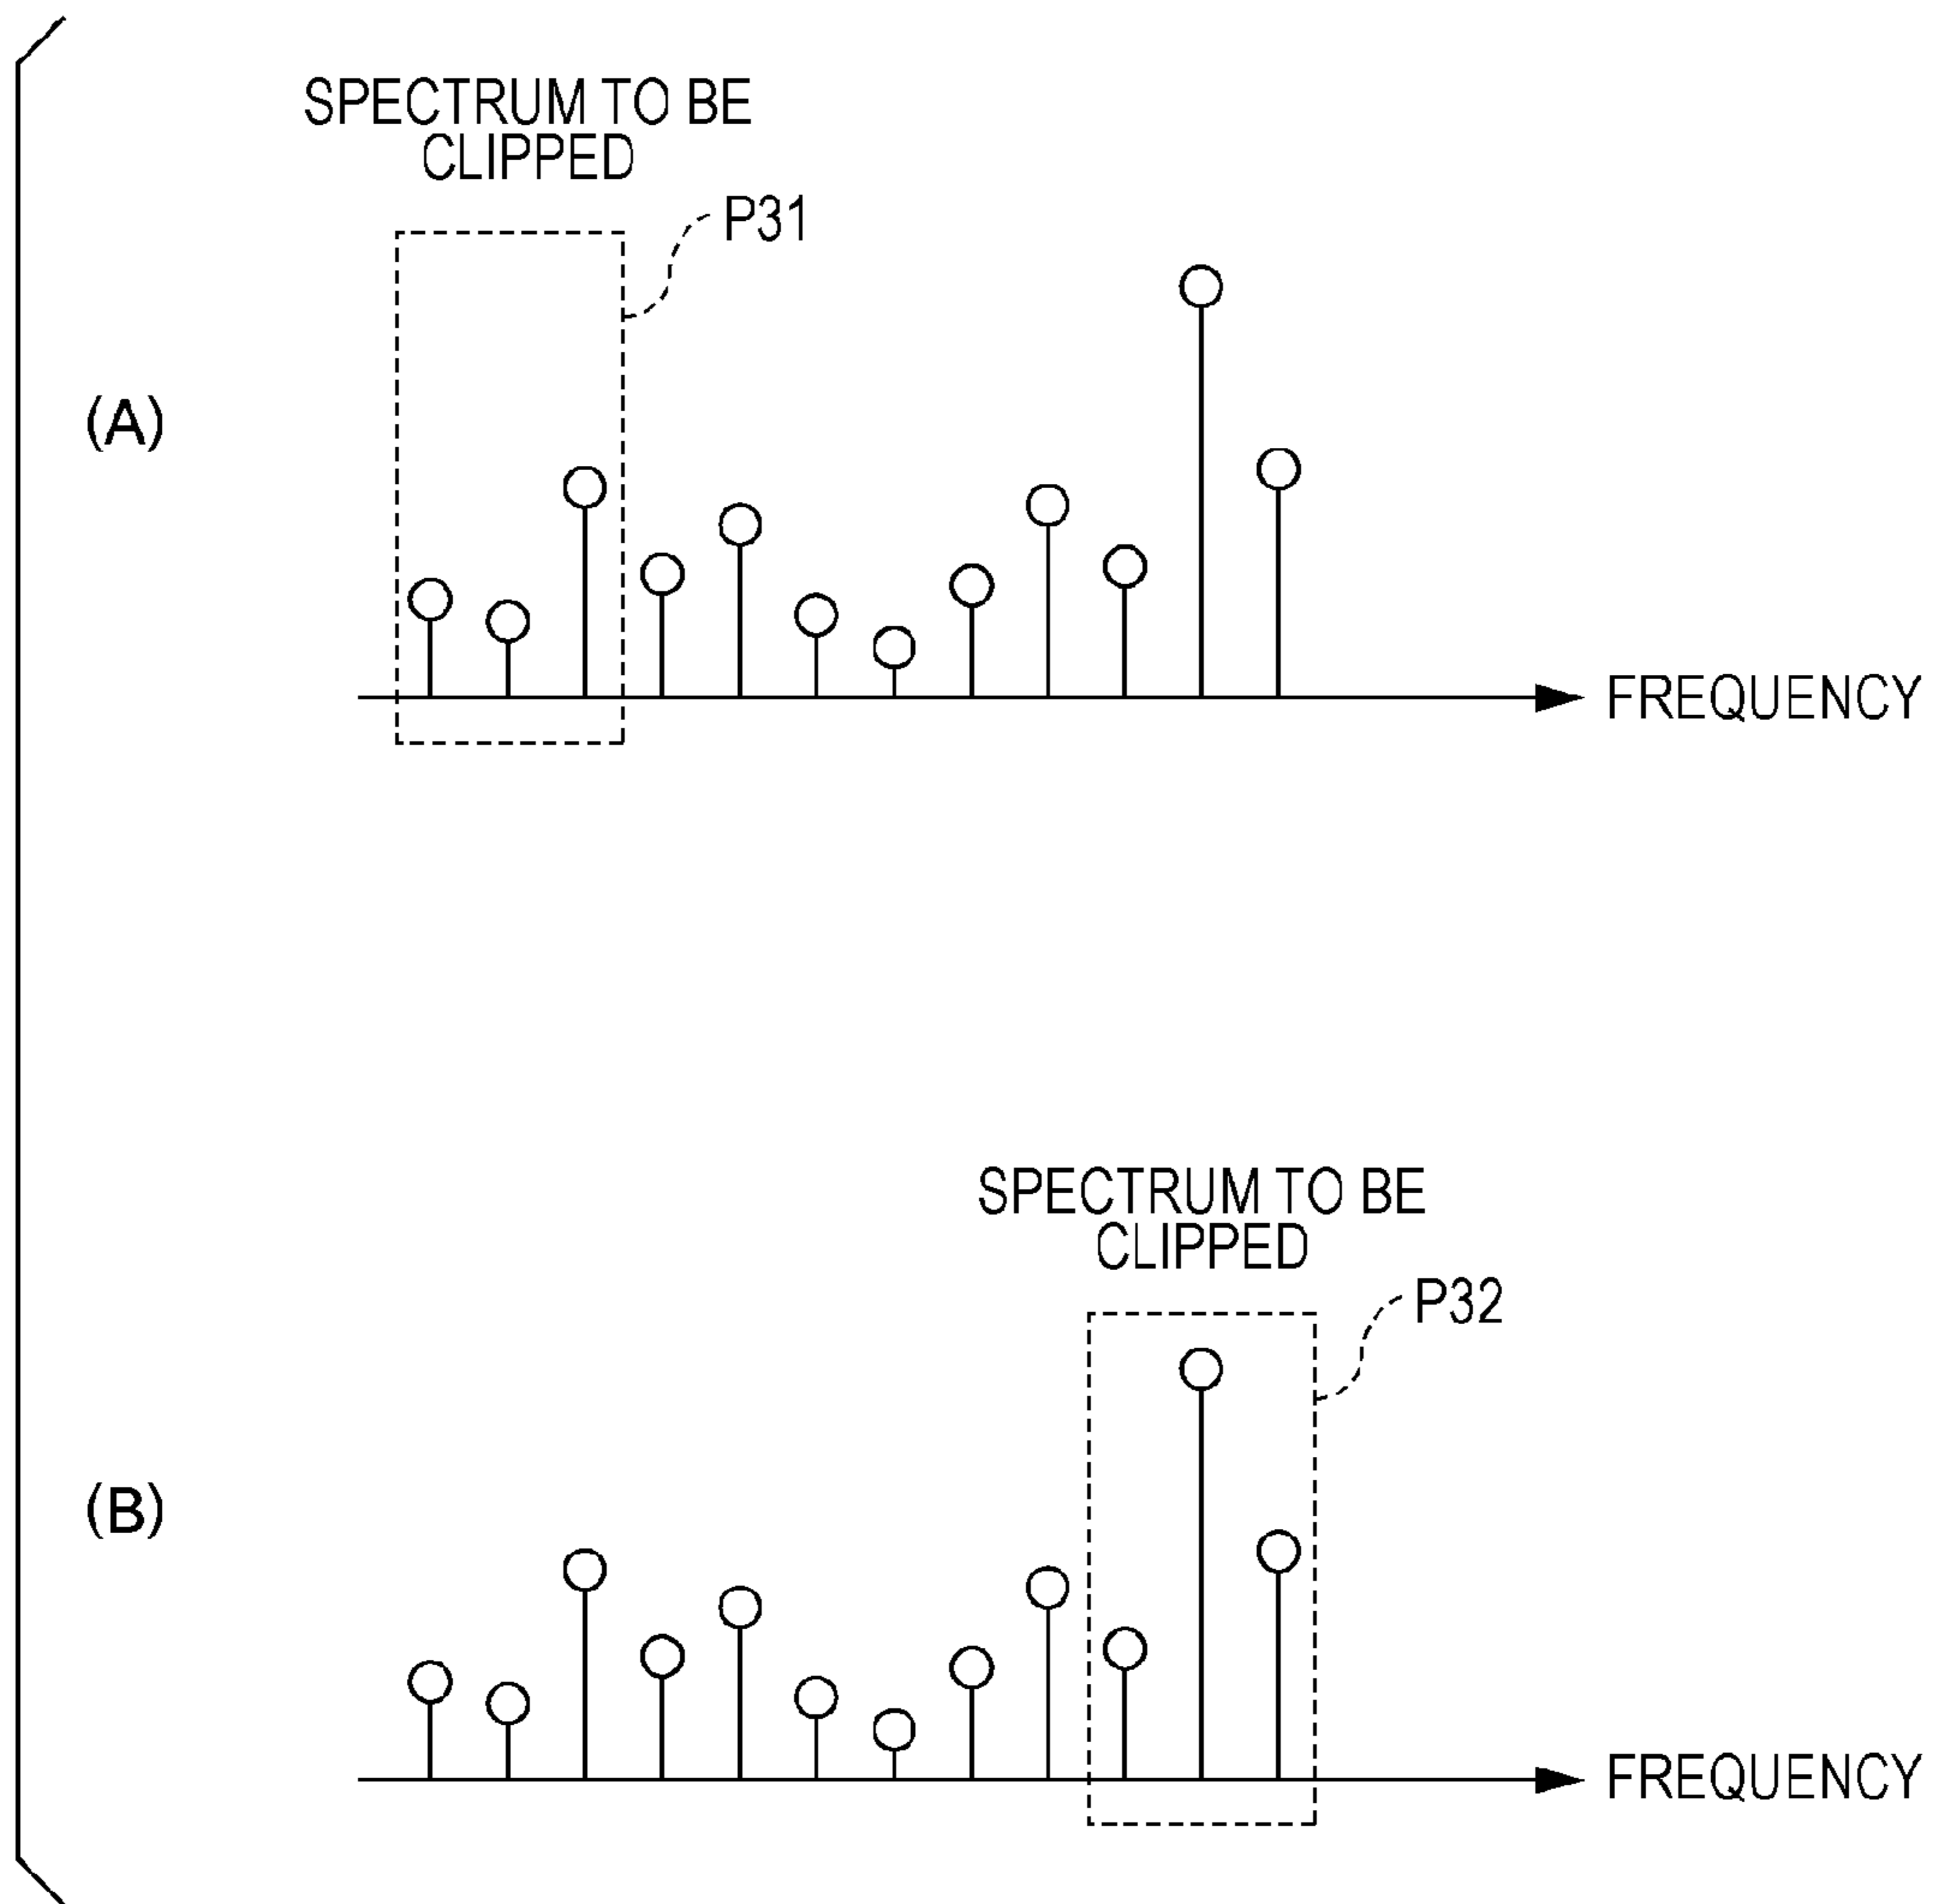 SPECTRUM TO BE
CLIPPED
P31
(A)
FREQUENCY
SPECTRUM TO BE
CLIPPED
P32
(B)
FREQUENCY